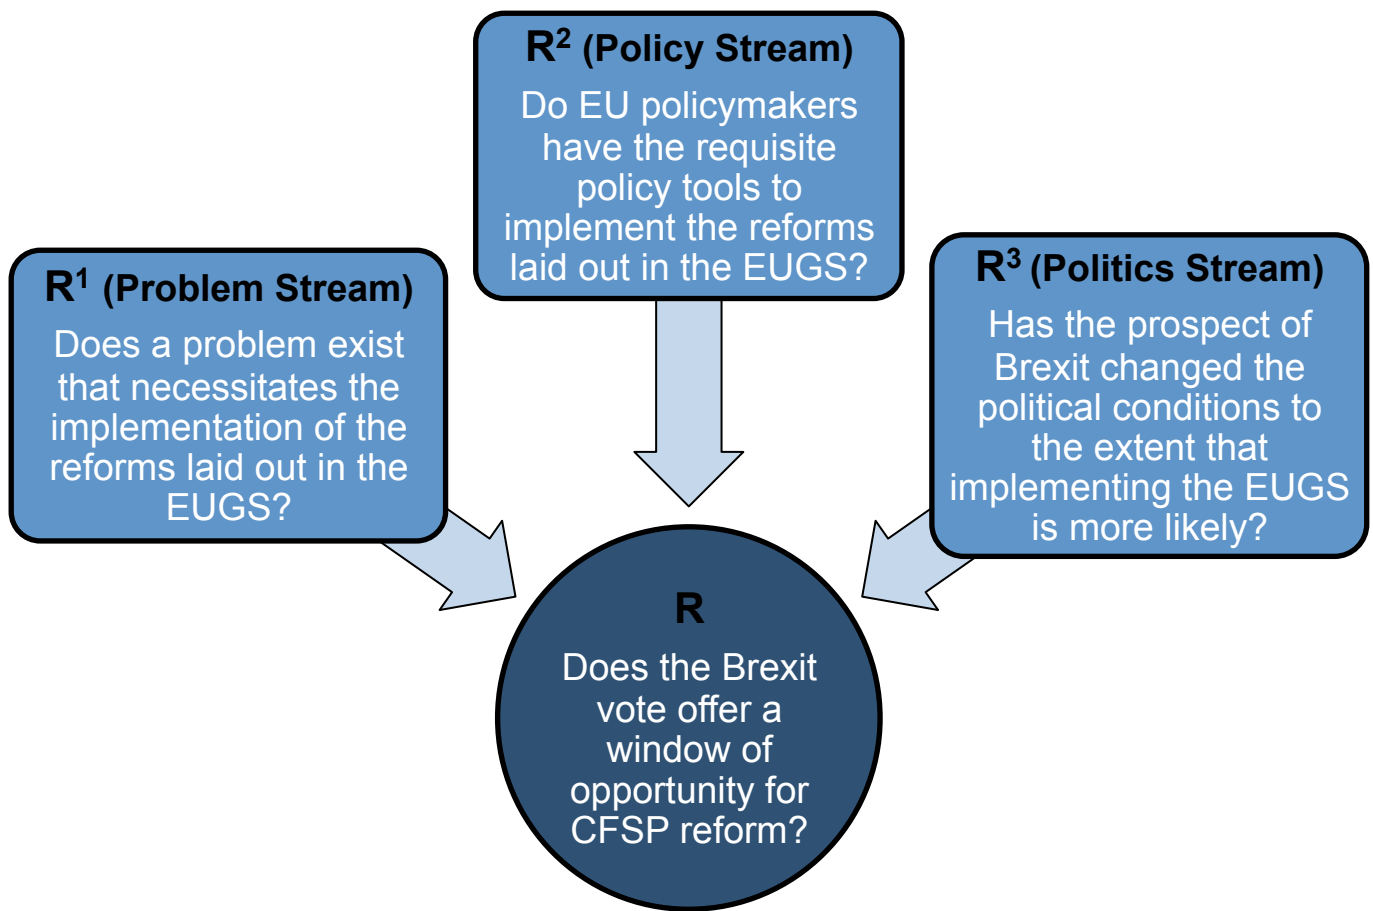 R² (Policy Stream)
Do EU policymakers
have the requisite
policy tools to
implement the reforms
laid out in the EUGS?
R¹ (Problem Stream)
Does a problem exist
that necessitates the
implementation of the
reforms laid out in the
EUGS?
R³ (Politics Stream)
Has the prospect of
Brexit changed the
political conditions to
the extent that
implementing the EUGS
is more likely?
R
Does the Brexit
vote offer a
window of
opportunity for
CFSP reform?